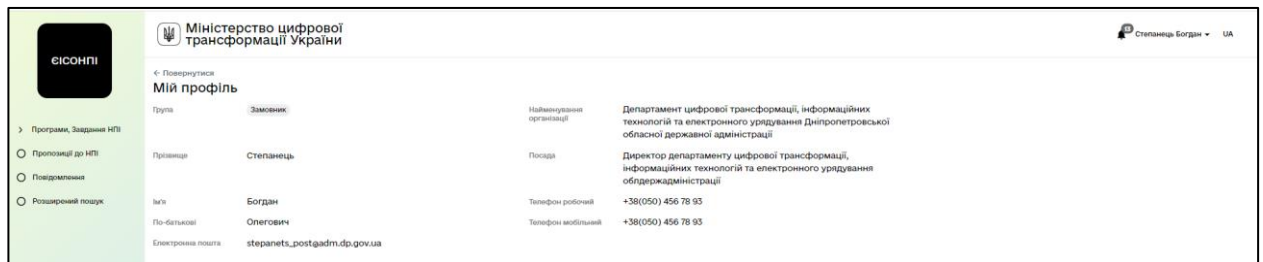 ЄІСОНПІ
Міністерство цифрової
трансформації України
Степанець Богдан
UA
← Повернутися
Мій профіль
Програми, Завдання НПІ
Пропозиції до НПІ
Повідомлення
Розширений пошук
Група
Замовник
Найменування
організації
Департамент цифрової трансформації, інформаційних
технологій та електронного урядування Дніпропетровської
обласної державної адміністрації
Прізвище
Степанець
Посада
Директор департаменту цифрової трансформації,
інформаційних технологій та електронного урядування
облдержадміністрації
Ім'я
Богдан
Телефон робочий
+38(050) 456 78 93
По-батькові
Олегович
Телефон мобільний
+38(050) 456 78 93
Електронна пошта
stepanets_post@adm.dp.gov.ua